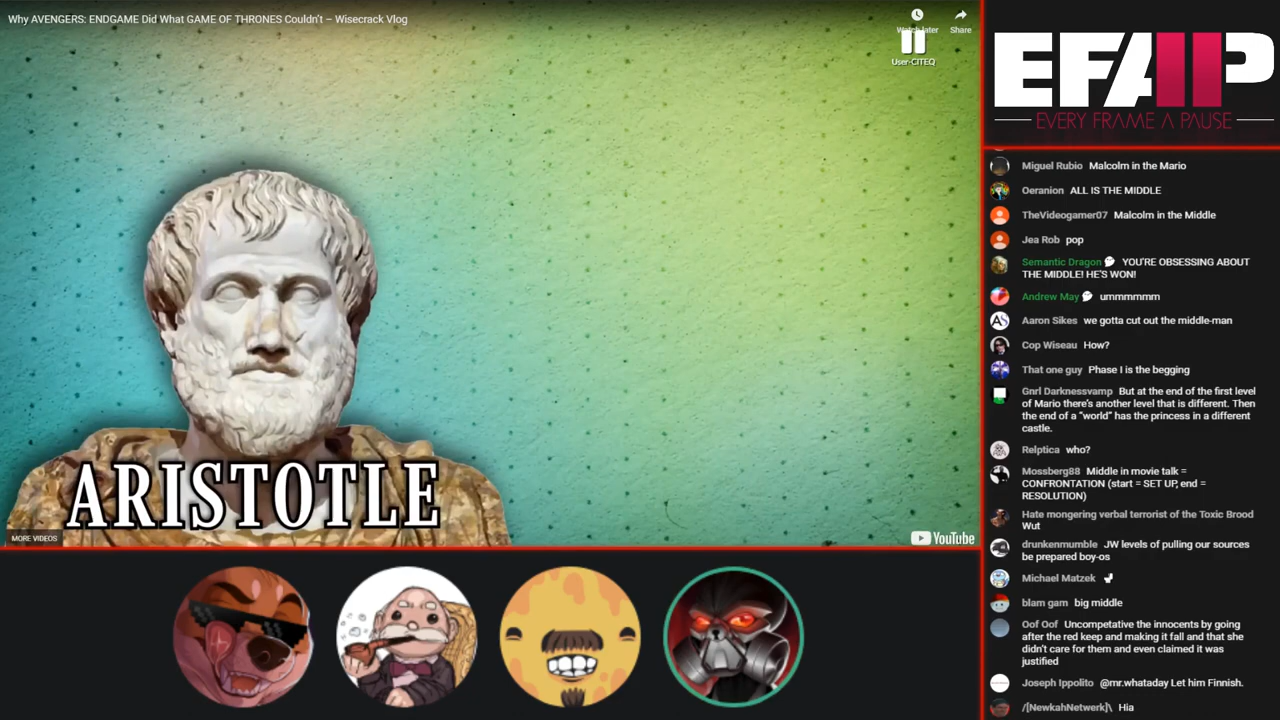 Why AVENGERS: ENDGAME Did What GAME OF THRONES Couldn't – Wisecrack Vlog
Watch later
Share
User-CITEQ
ARISTOTLE
MORE VIDEOS
YouTube
EFAP
EVERY FRAME A PAUSE
Miguel Rubio Malcolm in the Mario
Oeranion ALL IS THE MIDDLE
TheVideogamer07 Malcolm in the Middle
Jea Rob pop
Semantic Dragon YOU'RE OBSESSING ABOUT
THE MIDDLE! HE'S WON!
Andrew May ummmmmm
Aaron Sikes we gotta cut out the middle-man
Cop Wiseau How?
That one guy Phase I is the begging
Gnrl Darknessvamp But at the end of the first level
of Mario there's another level that is different. Then
the end of a "world" has the princess in a different
castle.
Relptica who?
Mossberg88 Middle in movie talk =
CONFRONTATION (start = SET UP, end =
RESOLUTION)
Hate mongering verbal terrorist of the Toxic Brood
Wut
drunkenmumble JW levels of pulling our sources
be prepared boy-os
Michael Matzek
blam gam big middle
Oof Oof Uncompetative the innocents by going
after the red keep and making it fall and that she
didn't care for them and even claimed it was
justified
Joseph Ippolito @mr.whataday Let him Finnish.
/[NewkahNetwerk]\ Hia